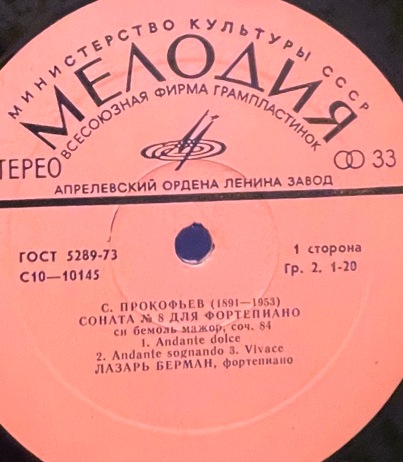 МИНИСТЕРСТВО КУЛЬТУРЫ СССР
МЕЛОДИЯ
ВСЕСОЮЗНАЯ ФИРМА ГРАМПЛАСТИНОК
ТЕРЕО
33
АПРЕЛЕВСКИЙ ОРДЕНА ЛЕНИНА ЗАВОД
ГОСТ 5289-73
1 сторона
С10—10145
Гр. 2. 1-20
С. ПРОКОФЬЕВ (1891—1953)
СОНАТА № 8 ДЛЯ ФОРТЕПИАНО
си бемоль мажор, соч. 84
1. Andante dolce
2. Andante sognando 3. Vivace
ЛАЗАРЬ БЕРМАН, фортепиано